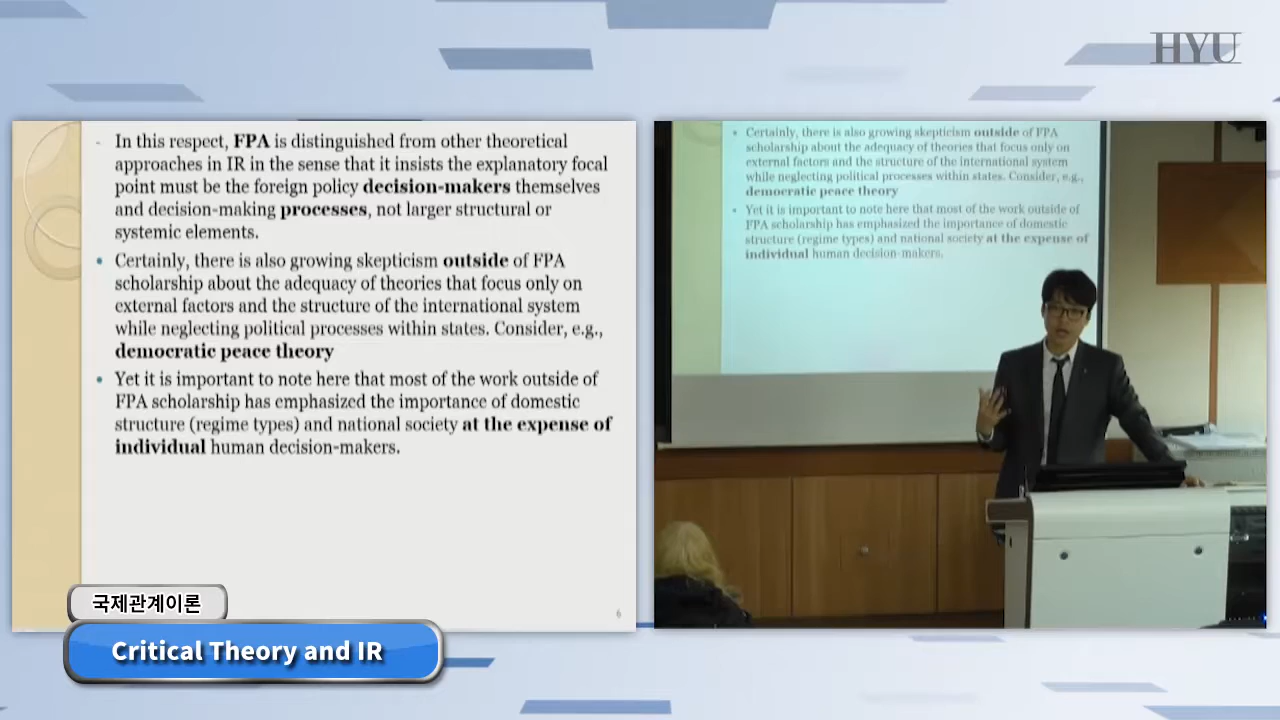 HYU
- In this respect, FPA is distinguished from other theoretical
approaches in IR in the sense that it insists the explanatory focal
point must be the foreign policy decision-makers themselves
and decision-making processes, not larger structural or
systemic elements.
• Certainly, there is also growing skepticism outside of FPA
scholarship about the adequacy of theories that focus only on
external factors and the structure of the international system
while neglecting political processes within states. Consider, e.g.,
democratic peace theory
• Yet it is important to note here that most of the work outside of
FPA scholarship has emphasized the importance of domestic
structure (regime types) and national society at the expense of
individual human decision-makers.
6
• Certainly, there is also growing skepticism outside of FPA
scholarship about the adequacy of theories that focus only on
external factors and the structure of the international system
while neglecting political processes within states. Consider, e.g.,
democratic peace theory
• Yet it is important to note here that most of the work outside of
FPA scholarship has emphasized the importance of domestic
structure (regime types) and national society at the expense of
individual human decision-makers.
국제관계이론
Critical Theory and IR